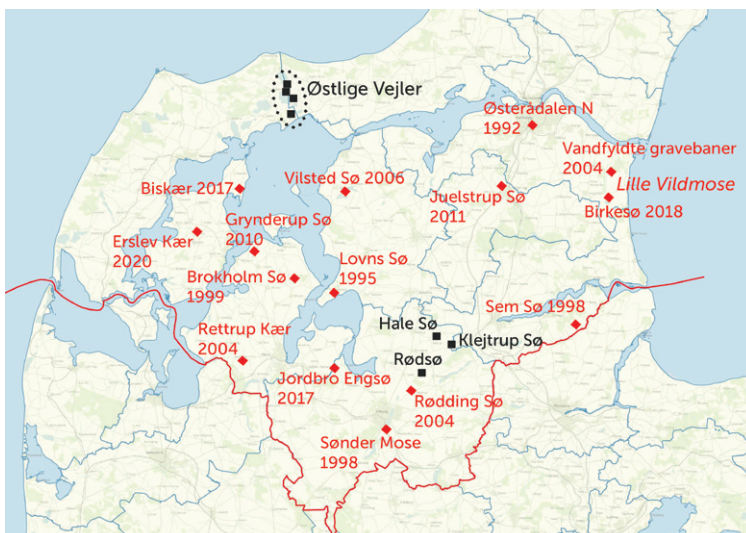 Østlige Vejler
Østerådalen N
1992
Vandfyldte gravebaner
2004
Lille Vildmose
Biskær 2017
Vilsted Sø 2006
Juelstrup Sø
2011
Birkesø 2018
Grynderup Sø
2010
Erslev Kær
2020
Lovns Sø
1995
Brokholm Sø
1999
Sem Sø 1998
Hale Sø
Klejtrup Sø
Rettrup Kær
2004
Rødsø
Jordbro Engsø
2017
Rødding Sø
2004
Sønder Mose
1998